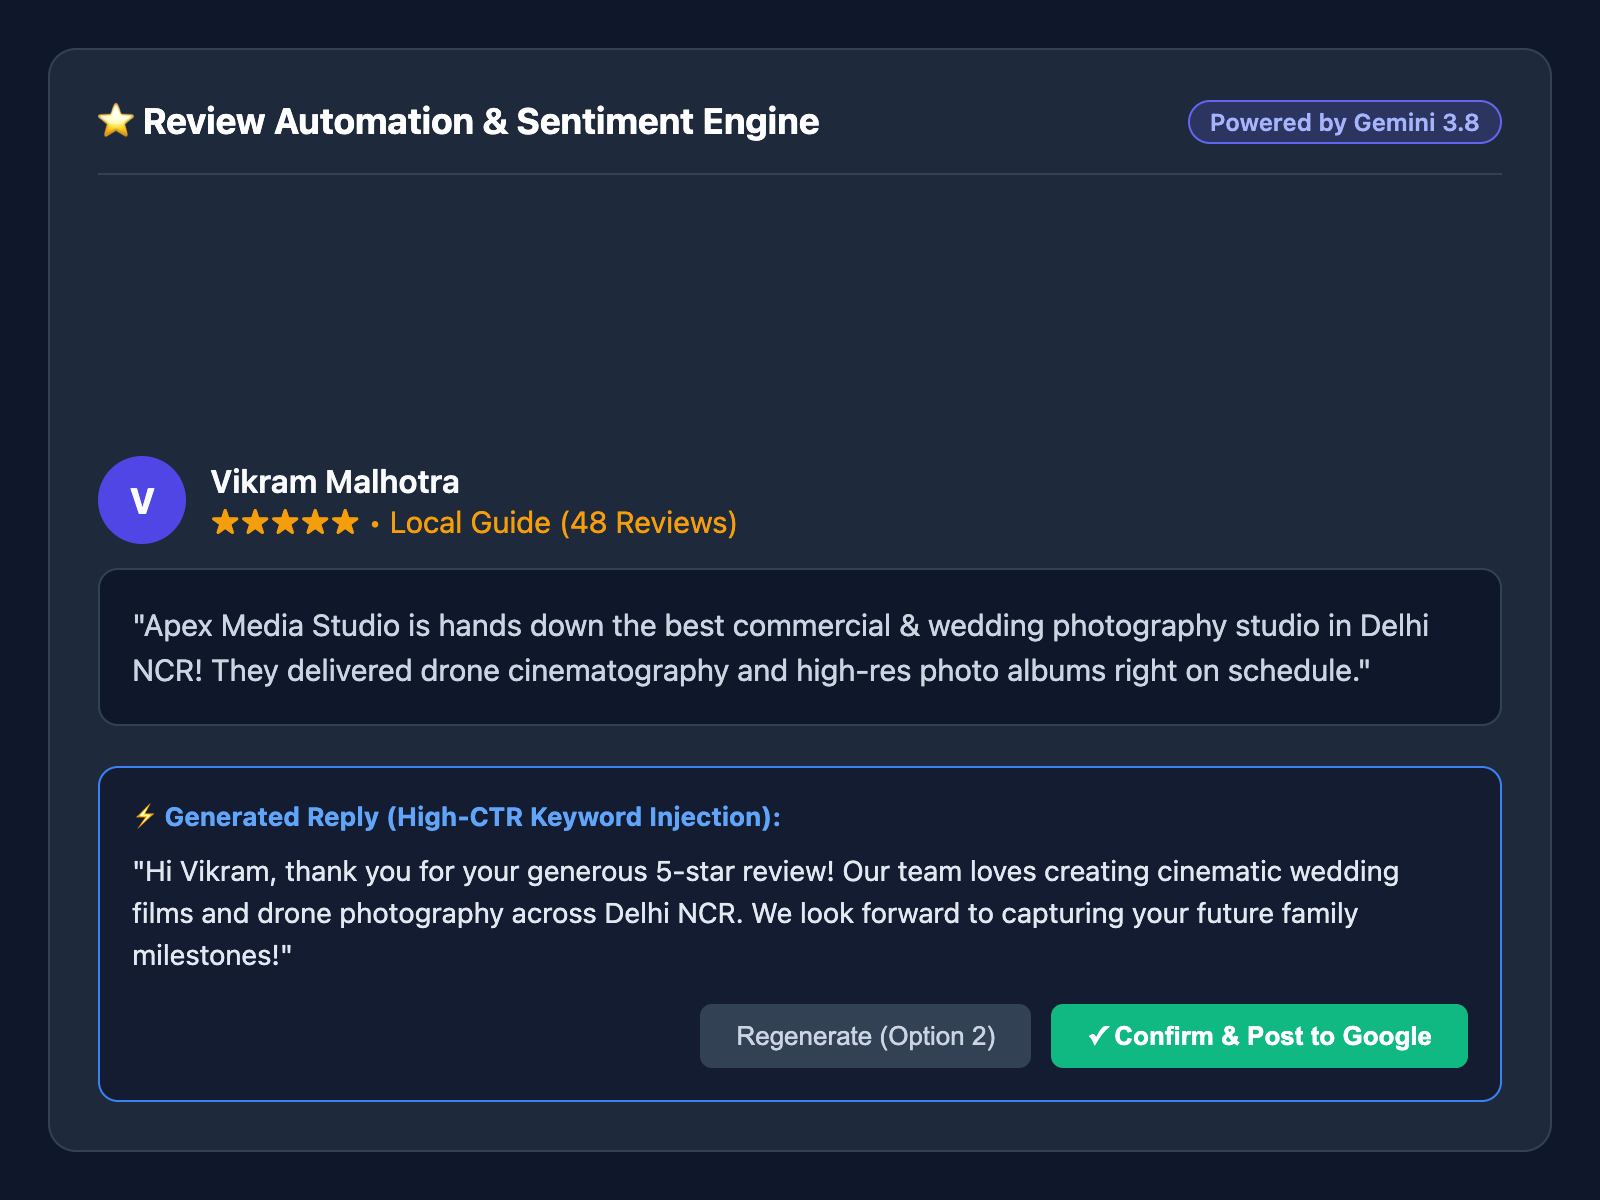 ⭐ Review Automation & Sentiment Engine
Powered by Gemini 3.8
V
Vikram Malhotra
★★★★★ • Local Guide (48 Reviews)
"Apex Media Studio is hands down the best commercial & wedding photography studio in Delhi
NCR! They delivered drone cinematography and high-res photo albums right on schedule."
⚡ Generated Reply (High-CTR Keyword Injection):
"Hi Vikram, thank you for your generous 5-star review! Our team loves creating cinematic wedding
films and drone photography across Delhi NCR. We look forward to capturing your future family
milestones!"
Regenerate (Option 2)
✓ Confirm & Post to Google